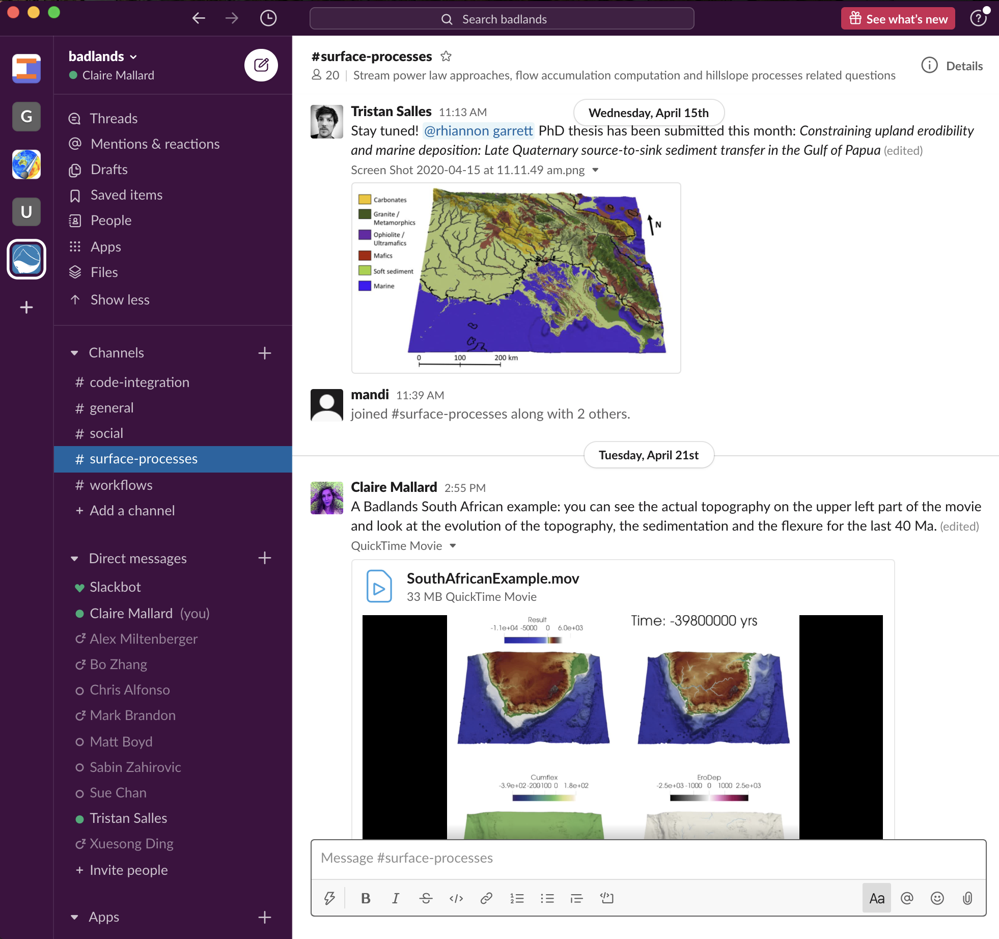 Search badlands
See what's new
?
badlands
Claire Mallard
G
U
Threads
Mentions & reactions
Drafts
Saved items
People
Apps
Files
Show less
Channels
# code-integration
# general
# social
# surface-processes
# workflows
+ Add a channel
Direct messages
Slackbot
Claire Mallard (you)
Alex Miltenberger
Bo Zhang
Chris Alfonso
Mark Brandon
Matt Boyd
Sabin Zahirovic
Sue Chan
Tristan Salles
Xuesong Ding
+ Invite people
Apps
#surface-processes
20 | Stream power law approaches, flow accumulation computation and hillslope processes related questions
Details
Wednesday, April 15th
Tristan Salles 11:13 AM
Stay tuned! @rhiannon garrett PhD thesis has been submitted this month: Constraining upland erodibility
and marine deposition: Late Quaternary source-to-sink sediment transfer in the Gulf of Papua (edited)
Screen Shot 2020-04-15 at 11.11.49 am.png
Carbonates
Granite /
Metamorphics
Ophiolite /
Ultramafics
Mafics
Soft sediment
Marine
N
0 100 200 km
mandi 11:39 AM
joined #surface-processes along with 2 others.
Tuesday, April 21st
Claire Mallard 2:55 PM
A Badlands South African example: you can see the actual topography on the upper left part of the movie
and look at the evolution of the topography, the sedimentation and the flexure for the last 40 Ma. (edited)
QuickTime Movie
SouthAfricanExample.mov
33 MB QuickTime Movie
Result
-1.1e+04 -5000 0 6.0e+03
Time: -39800000 yrs
Cumflex
-3.9e+02 -200 -100 0 1.8e+02
EroDep
-2.5e+03 -1000 0 1000 2.5e+03
Message #surface-processes
B I S </> Aa @